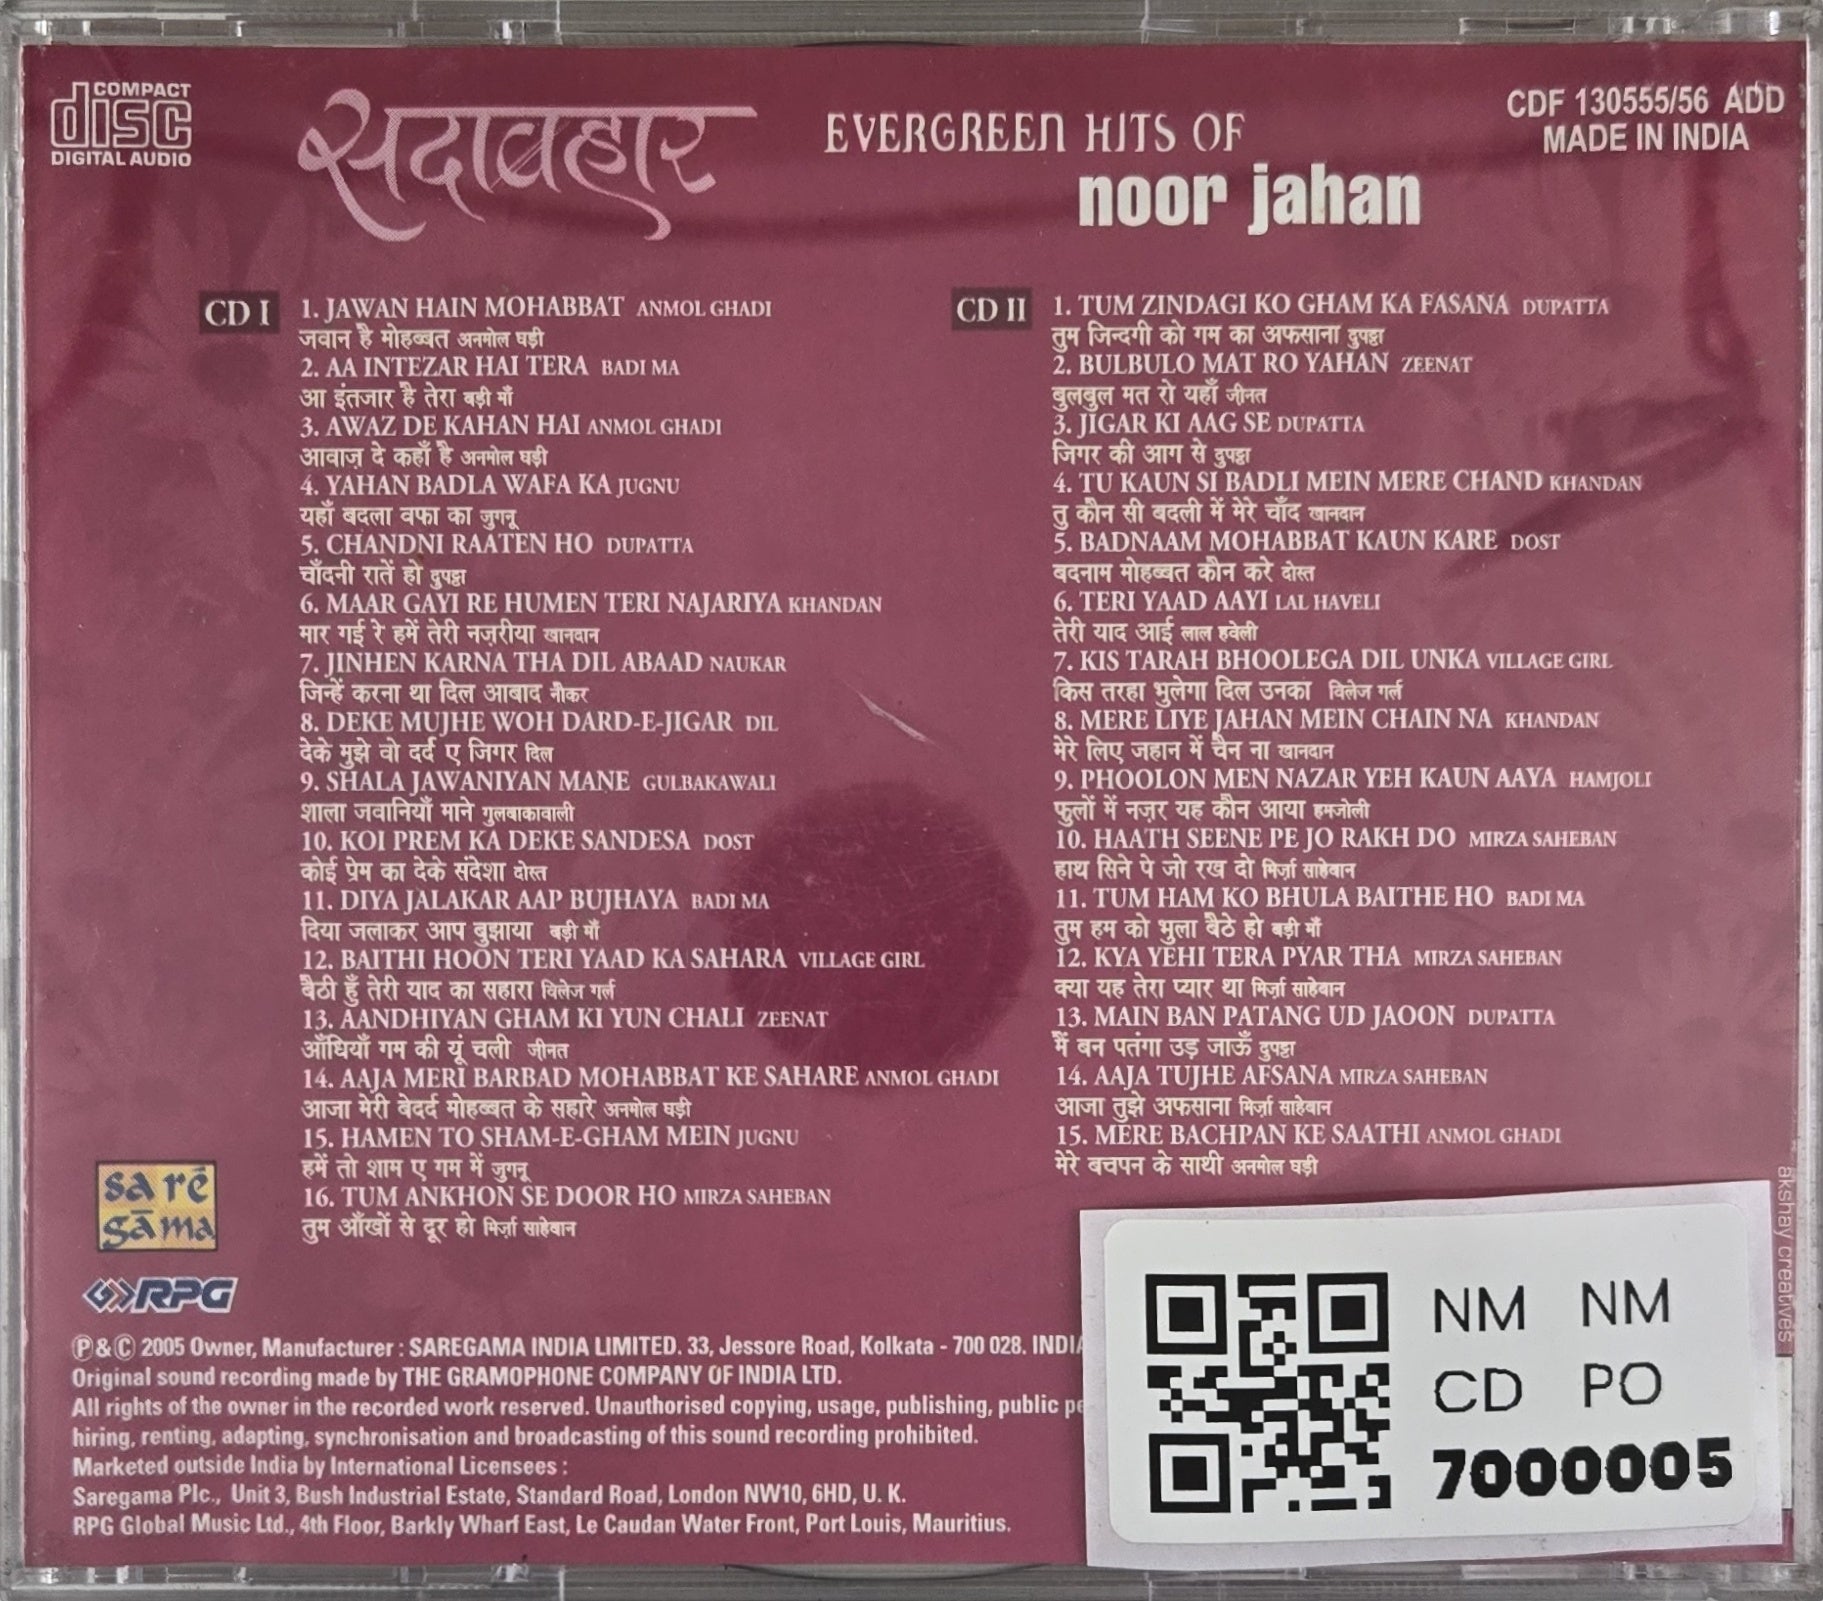 COMPACT
disc
DIGITAL AUDIO
सदाबहार
EVERGREEN HITS OF
noor jahan
CDF 130555/56 ADD
MADE IN INDIA
CD I
1. JAWAN HAIN MOHABBAT ANMOL GHADI
जवान है मोहब्बत अनमोल घड़ी
2. AA INTEZAR HAI TERA BADI MA
आ इंतजार है तेरा बड़ी माँ
3. AWAZ DE KAHAN HAI ANMOL GHADI
आवाज़ दे कहाँ है अनमोल घड़ी
4. YAHAN BADLA WAFA KA JUGNU
यहाँ बदला वफा का जुगनू
5. CHANDNI RAATEN HO DUPATTA
चाँदनी रातें हो दुपट्टा
6. MAAR GAYI RE HUMEN TERI NAJARIYA KHANDAN
मार गई रे हमें तेरी नज़रीया खानदान
7. JINHEN KARNA THA DIL ABAAD NAUKAR
जिन्हें करना था दिल आबाद नौकर
8. DEKE MUJHE WOH DARD-E-JIGAR DIL
देके मुझे वो दर्द ए जिगर दिल
9. SHALA JAWANIYAN MANE GULBAKAWALI
शाला जवानियाँ माने गुलबाकावाली
10. KOI PREM KA DEKE SANDESA DOST
कोई प्रेम का देके संदेशा दोस्त
11. DIYA JALAKAR AAP BUJHAYA BADI MA
दिया जलाकर आप बुझाया बड़ी माँ
12. BAITHI HOON TERI YAAD KA SAHARA VILLAGE GIRL
बैठी हूँ तेरी याद का सहारा विलेज गर्ल
13. AANDHIYAN GHAM KI YUN CHALI ZEENAT
आँधियाँ गम की यूं चली जीनत
14. AAJA MERI BARBAD MOHABBAT KE SAHARE ANMOL GHADI
आजा मेरी बेदर्द मोहब्बत के सहारे अनमोल घड़ी
15. HAMEN TO SHAM-E-GHAM MEIN JUGNU
हमें तो शाम ए गम में जुगनू
16. TUM ANKHON SE DOOR HO MIRZA SAHEBAN
तुम आँखों से दूर हो मिर्ज़ा साहेबान
CD II
1. TUM ZINDAGI KO GHAM KA FASANA DUPATTA
तुम जिन्दगी को गम का अफसाना दुपट्टा
2. BULBULO MAT RO YAHAN ZEENAT
बुलबुल मत रो यहाँ जीनत
3. JIGAR KI AAG SE DUPATTA
जिगर की आग से दुपट्टा
4. TU KAUN SI BADLI MEIN MERE CHAND KHANDAN
तु कौन सी बदली में मेरे चाँद खानदान
5. BADNAAM MOHABBAT KAUN KARE DOST
बदनाम मोहब्बत कौन करे दोस्त
6. TERI YAAD AAYI LAL HAVELI
तेरी याद आई लाल हवेली
7. KIS TARAH BHOOLEGA DIL UNKA VILLAGE GIRL
किस तरहा भुलेगा दिल उनका विलेज गर्ल
8. MERE LIYE JAHAN MEIN CHAIN NA KHANDAN
मेरे लिए जहान में चैन ना खानदान
9. PHOOLON MEN NAZAR YEH KAUN AAYA HAMJOLI
फुलों में नज़र यह कौन आया हमजोली
10. HAATH SEENE PE JO RAKH DO MIRZA SAHEBAN
हाथ सिने पे जो रख दो मिर्ज़ा साहेबान
11. TUM HAM KO BHULA BAITHE HO BADI MA
तुम हम को भुला बैठे हो बड़ी माँ
12. KYA YEHI TERA PYAR THA MIRZA SAHEBAN
क्या यह तेरा प्यार था मिर्ज़ा साहेबान
13. MAIN BAN PATANG UD JAOON DUPATTA
मैं बन पतंगा उड़ जाऊँ दुपट्टा
14. AAJA TUJHE AFSANA MIRZA SAHEBAN
आजा तुझे अफसाना मिर्ज़ा साहेबान
15. MERE BACHPAN KE SAATHI ANMOL GHADI
मेरे बचपन के साथी अनमोल घड़ी
sa rē
gāma
RPG
℗ & © 2005 Owner, Manufacturer : SAREGAMA INDIA LIMITED. 33, Jessore Road, Kolkata - 700 028. INDIA
Original sound recording made by THE GRAMOPHONE COMPANY OF INDIA LTD.
All rights of the owner in the recorded work reserved. Unauthorised copying, usage, publishing, public
hiring, renting, adapting, synchronisation and broadcasting of this sound recording prohibited.
Marketed outside India by International Licensees :
Saregama Plc., Unit 3, Bush Industrial Estate, Standard Road, London NW10, 6HD, U. K.
RPG Global Music Ltd., 4th Floor, Barkly Wharf East, Le Caudan Water Front, Port Louis, Mauritius.
akshay creatives
NM NM
CD PO
7000005